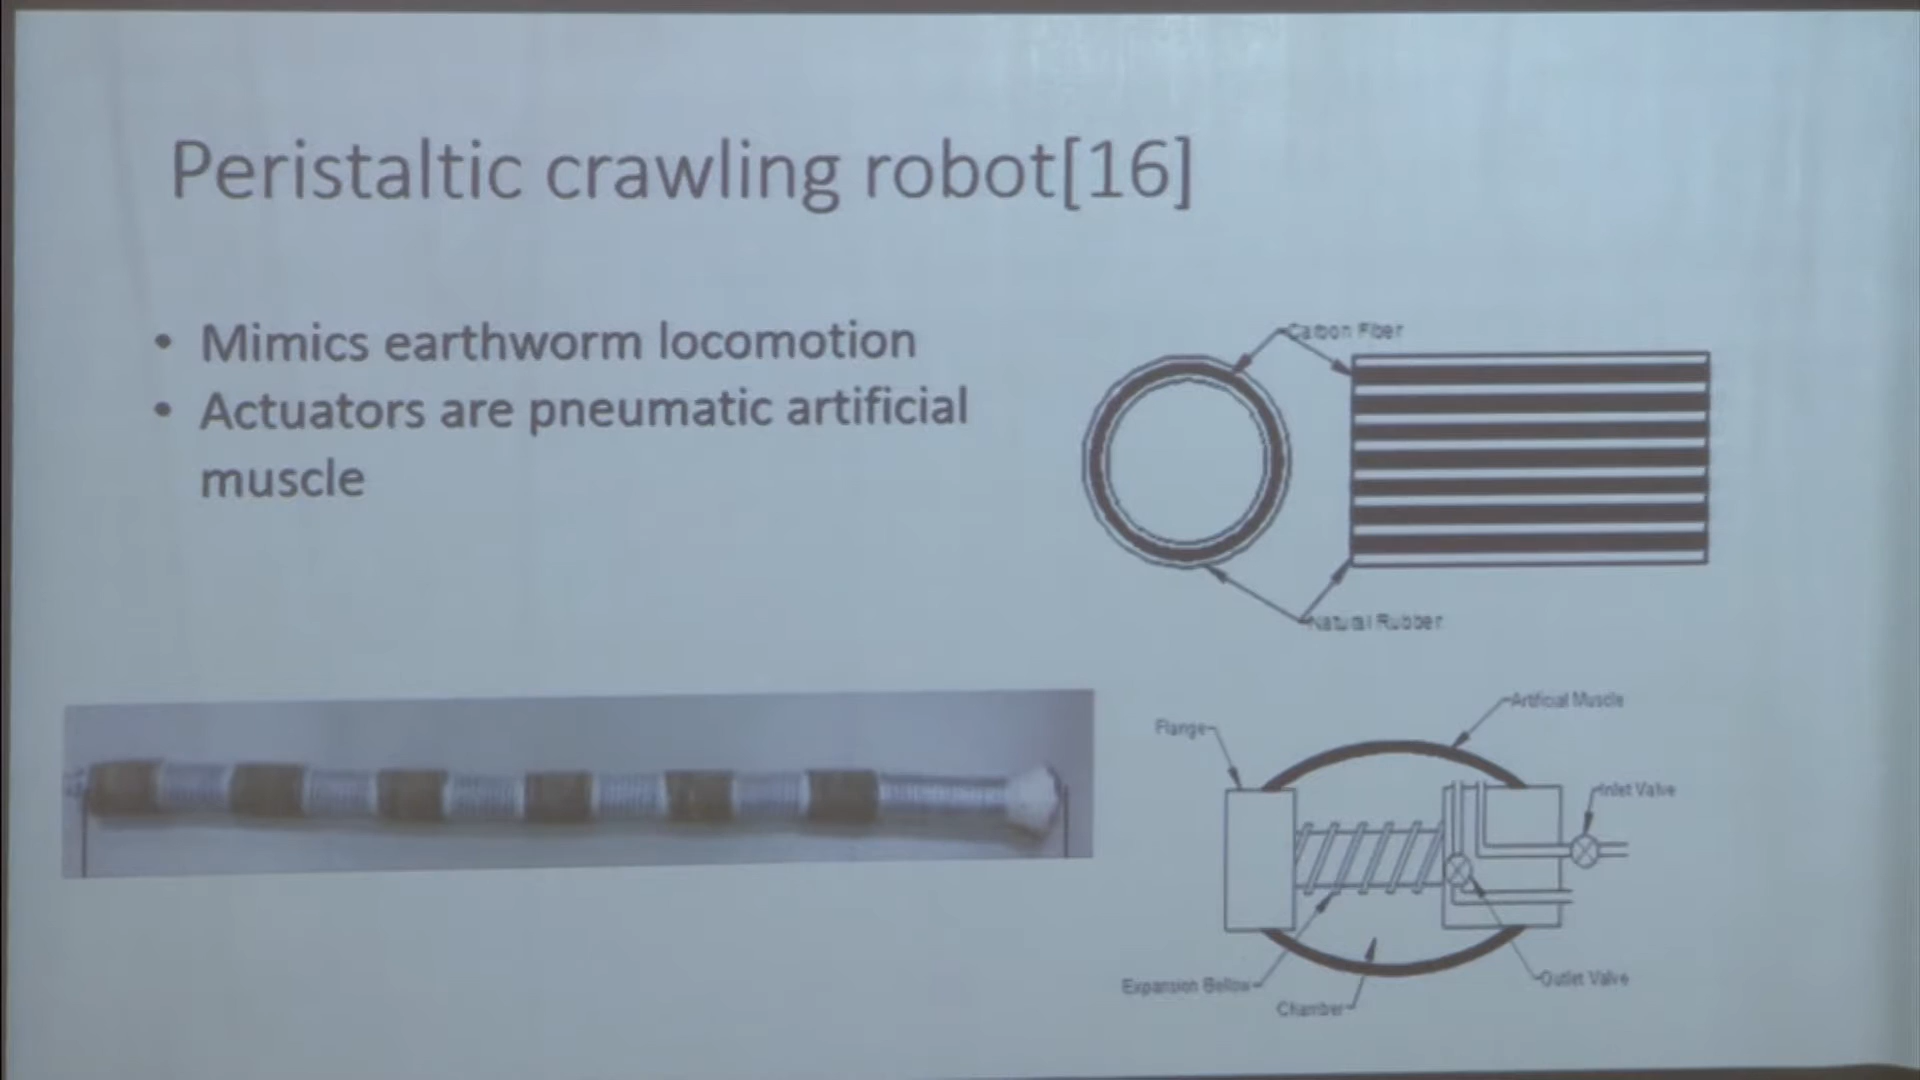 Peristaltic crawling robot[16]
• Mimics earthworm locomotion
• Actuators are pneumatic artificial
muscle
Carbon Fiber
Natural Rubber
Artificial Muscle
Flange
Inlet Valve
Expansion Bellow
Outlet Valve
Chamber